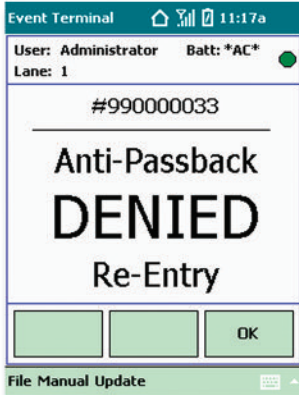 Event Terminal 11:17a
User: Administrator Batt: *AC*
Lane: 1
#990000033
Anti-Passback
DENIED
Re-Entry
OK
File Manual Update